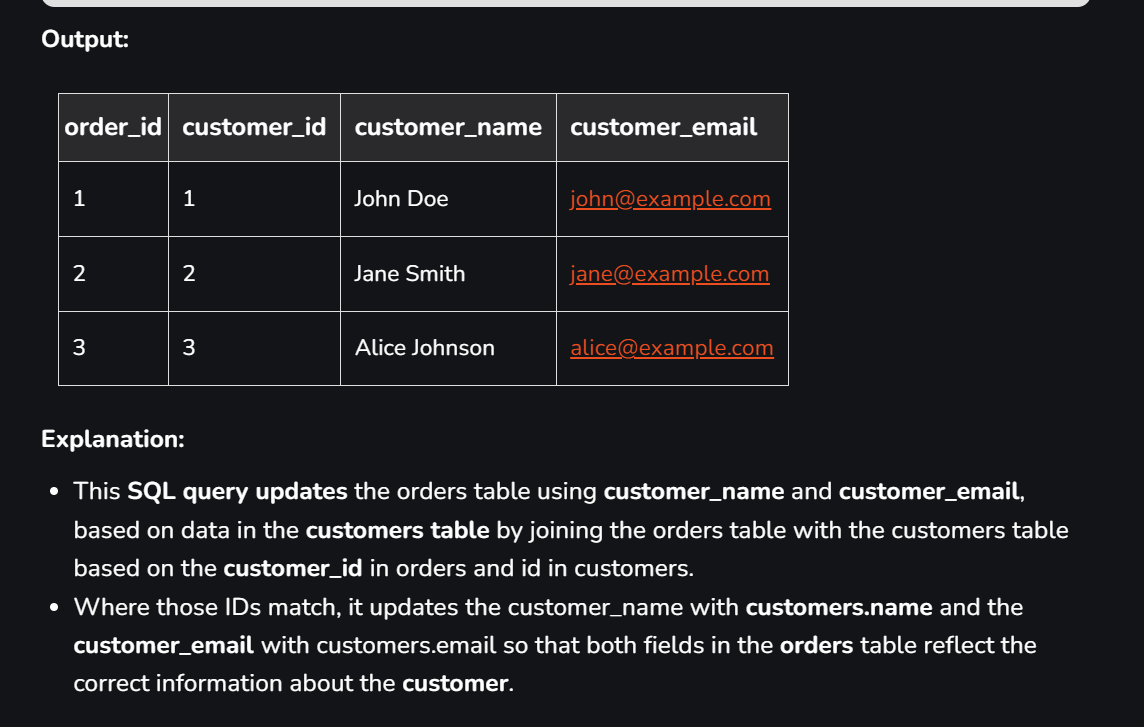 Output:
order_id customer_id customer_name customer_email
1 1 John Doe john@example.com
2 2 Jane Smith jane@example.com
3 3 Alice Johnson alice@example.com
Explanation:
• This SQL query updates the orders table using customer_name and customer_email,
based on data in the customers table by joining the orders table with the customers table
based on the customer_id in orders and id in customers.
• Where those IDs match, it updates the customer_name with customers.name and the
customer_email with customers.email so that both fields in the orders table reflect the
correct information about the customer.